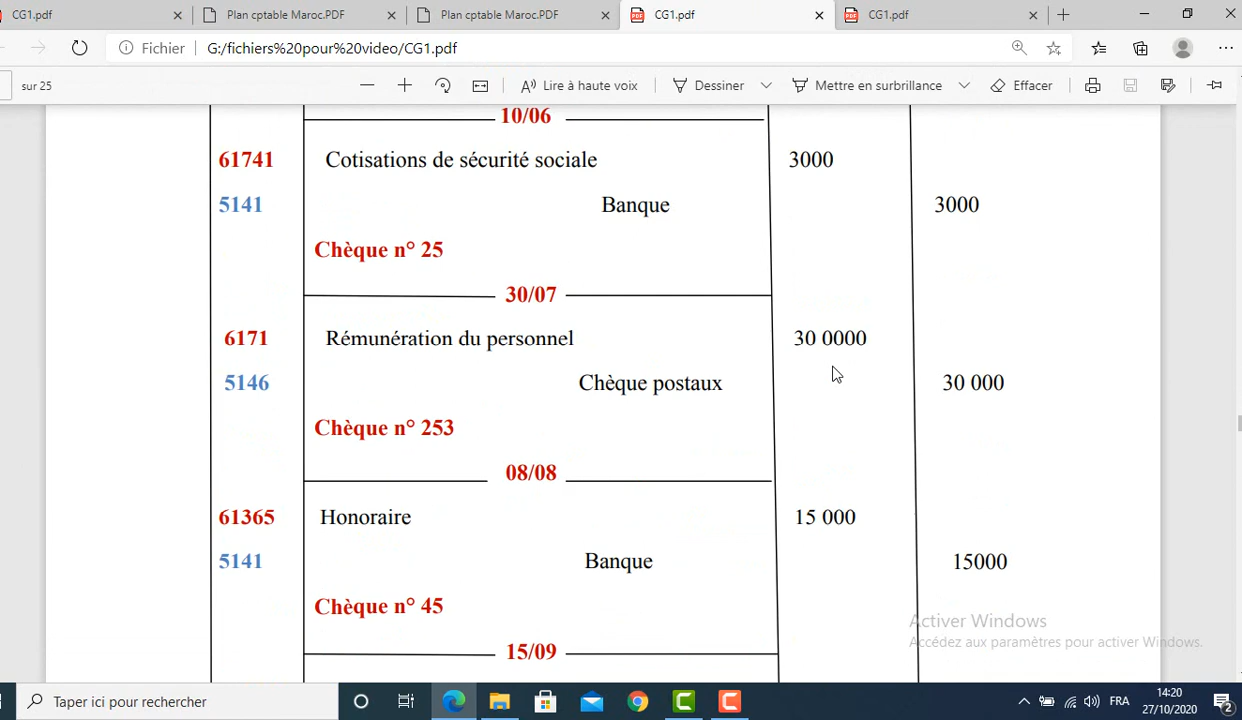 CG1.pdf
Plan cptable Maroc.PDF
Plan cptable Maroc.PDF
CG1.pdf
CG1.pdf
Fichier
G:/fichiers%20pour%20video/CG1.pdf
sur 25
Lire à haute voix
Dessiner
Mettre en surbrillance
Effacer
10/06
61741 Cotisations de sécurité sociale 3000
5141 Banque 3000
Chèque n° 25
30/07
6171 Rémunération du personnel 30 0000
5146 Chèque postaux 30 000
Chèque n° 253
08/08
61365 Honoraire 15 000
5141 Banque 15000
Chèque n° 45
15/09
Activer Windows
Accédez aux paramètres pour activer Windows.
Taper ici pour rechercher
FRA
14:20
27/10/2020
2